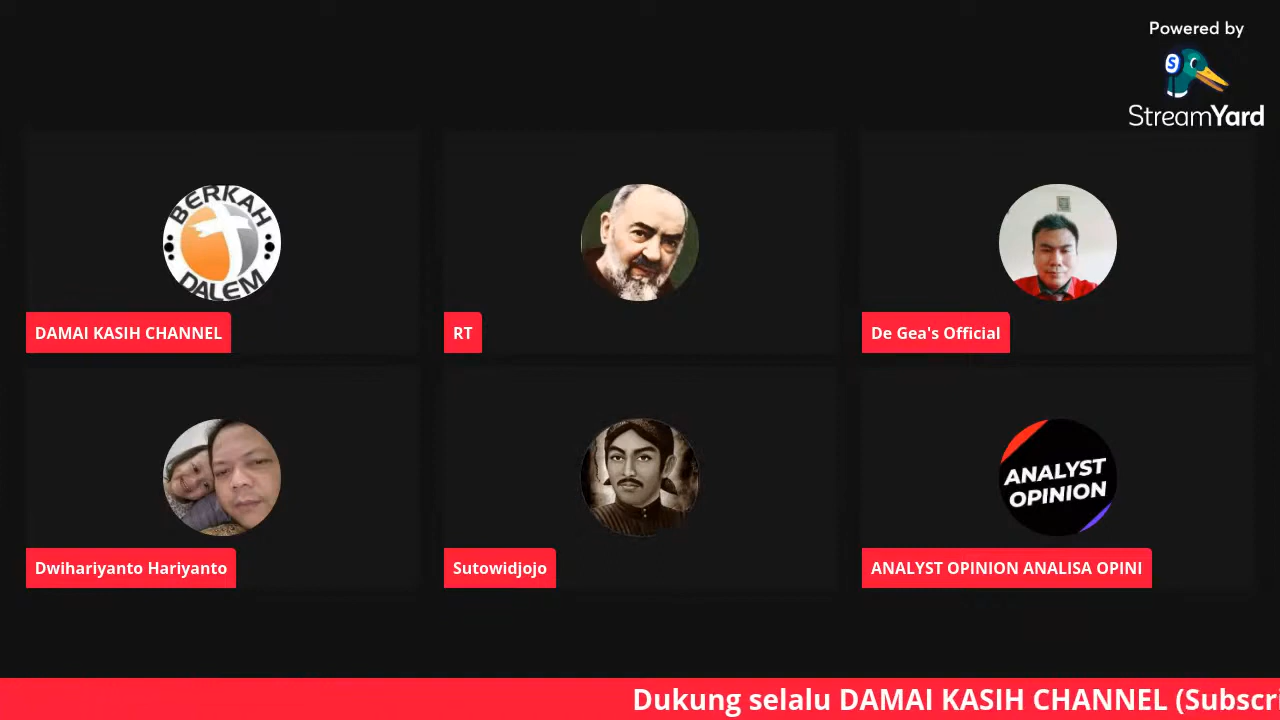 Powered by
StreamYard
BERKAH
DALEM
DAMAI KASIH CHANNEL
RT
De Gea's Official
ANALYST
OPINION
Dwihariyanto Hariyanto
Sutowidjojo
ANALYST OPINION ANALISA OPINI
Dukung selalu DAMAI KASIH CHANNEL (Subscri